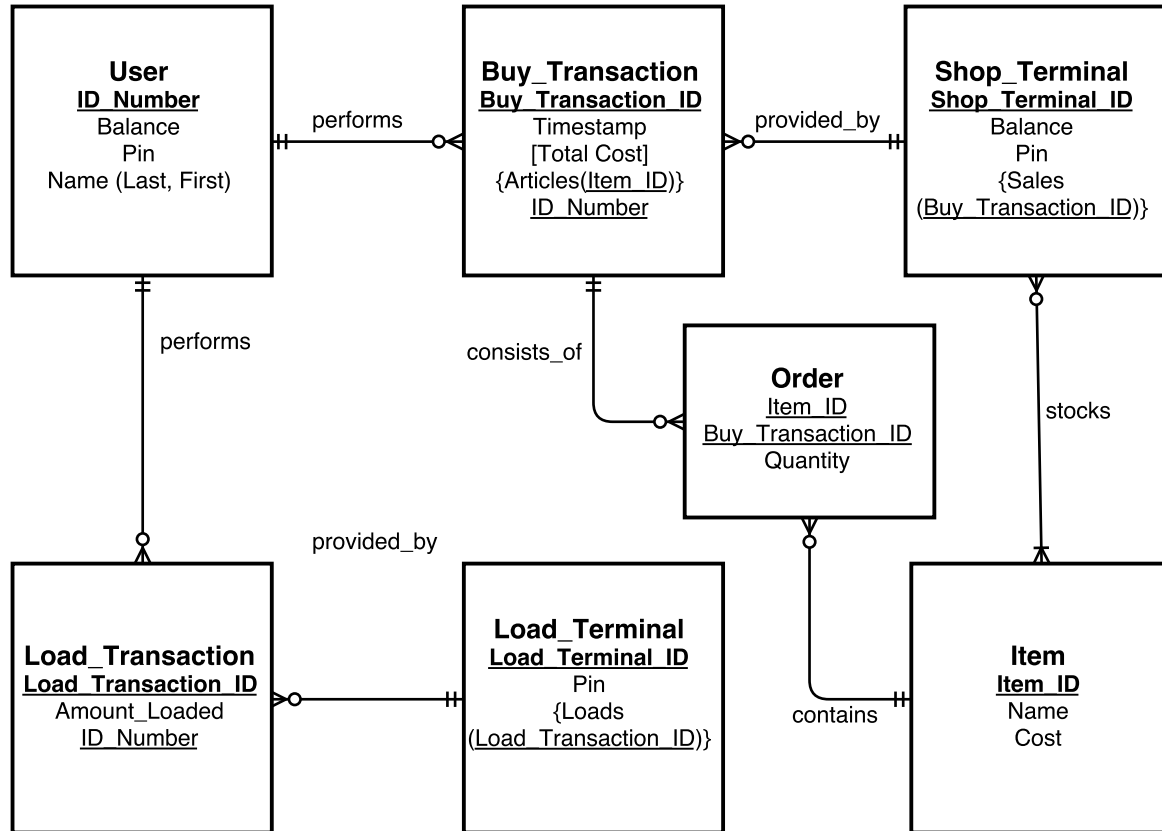 User
ID_Number
Balance
Pin
Name (Last, First)
performs
Buy_Transaction
Buy_Transaction_ID
Timestamp
[Total Cost]
{Articles(Item_ID)}
ID_Number
provided_by
Shop_Terminal
Shop_Terminal_ID
Balance
Pin
{Sales
(Buy_Transaction_ID)}
performs
consists_of
Order
Item_ID
Buy_Transaction_ID
Quantity
stocks
provided_by
Load_Transaction
Load_Transaction_ID
Amount_Loaded
ID_Number
Load_Terminal
Load_Terminal_ID
Pin
{Loads
(Load_Transaction_ID)}
contains
Item
Item_ID
Name
Cost